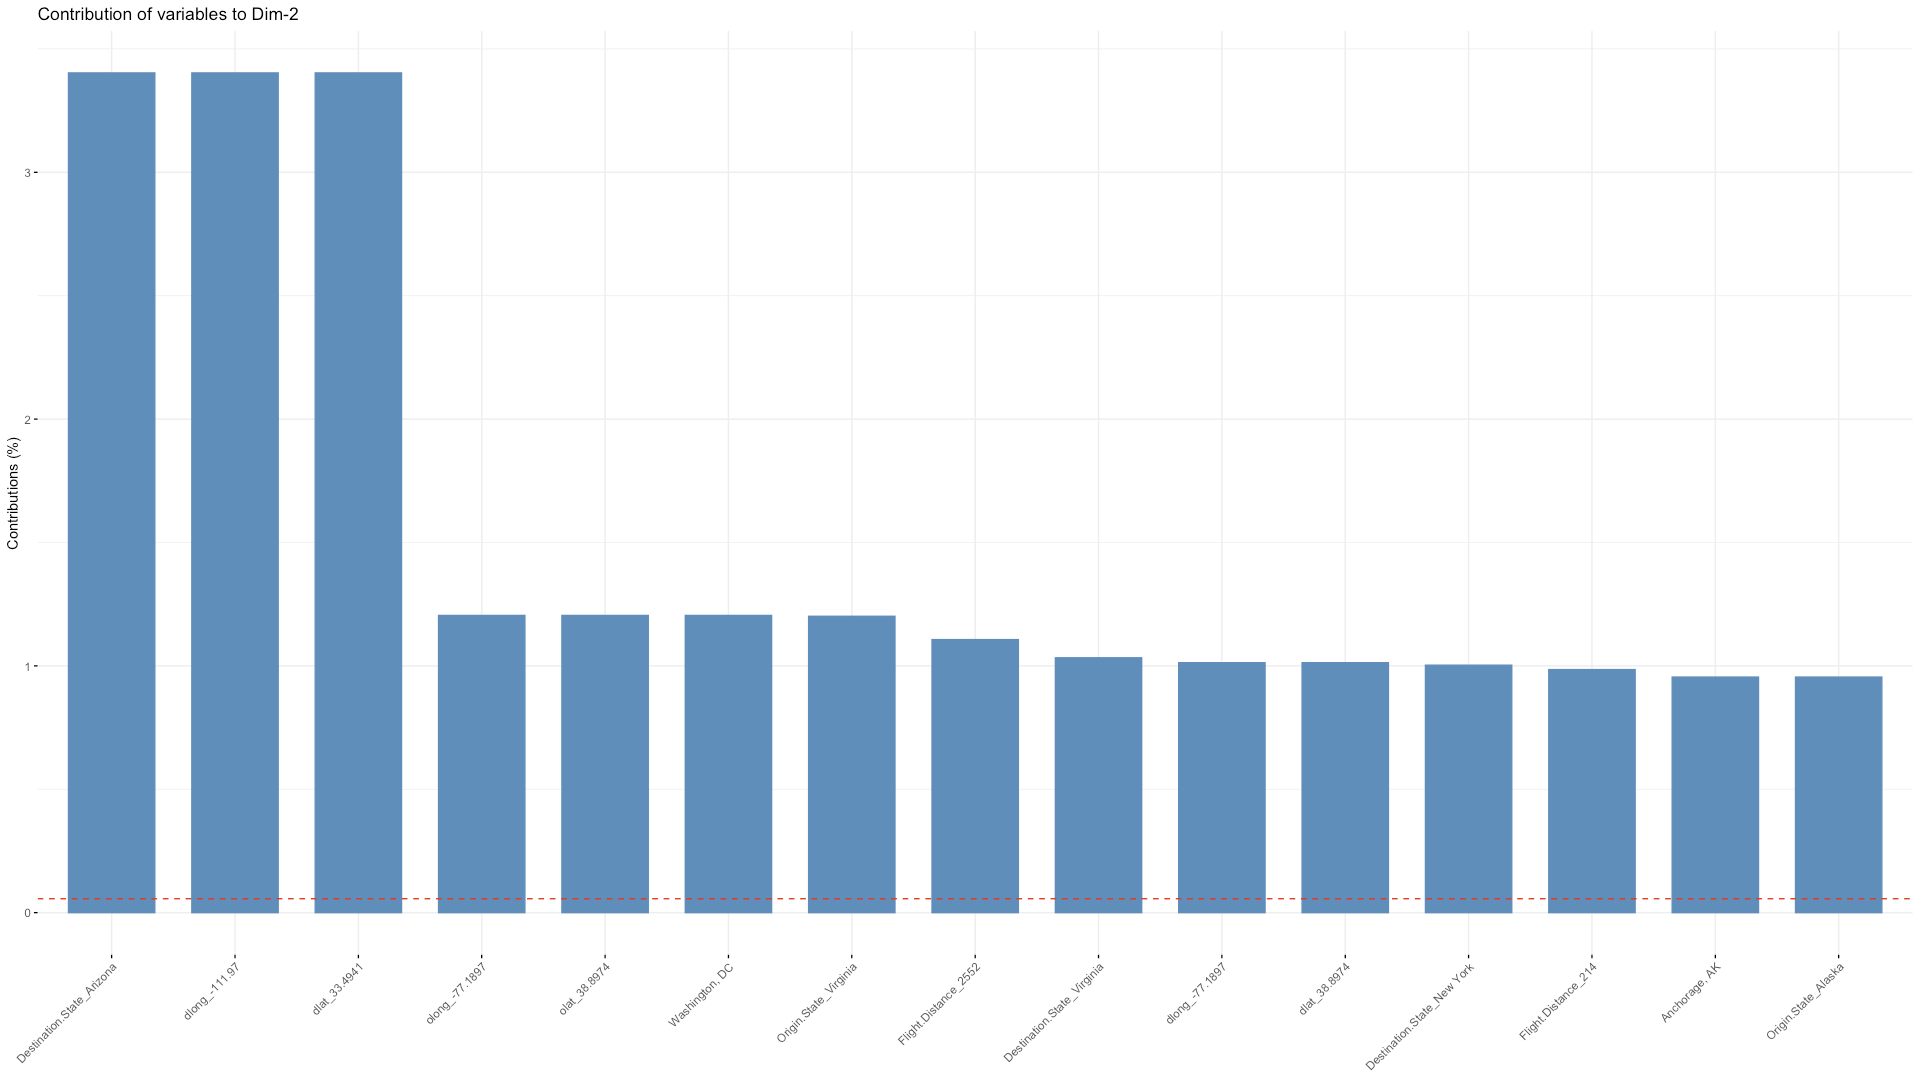 Contribution of variables to Dim-2
Contributions (%)
3
2
1
0
Destination.State_Arizona
dlong_-111.97
dlat_33.4941
olong_-77.1897
olat_38.8974
Washington, DC
Origin.State_Virginia
Flight.Distance_2552
Destination.State_Virginia
dlong_-77.1897
dlat_38.8974
Destination.State_New York
Flight.Distance_214
Anchorage, AK
Origin.State_Alaska